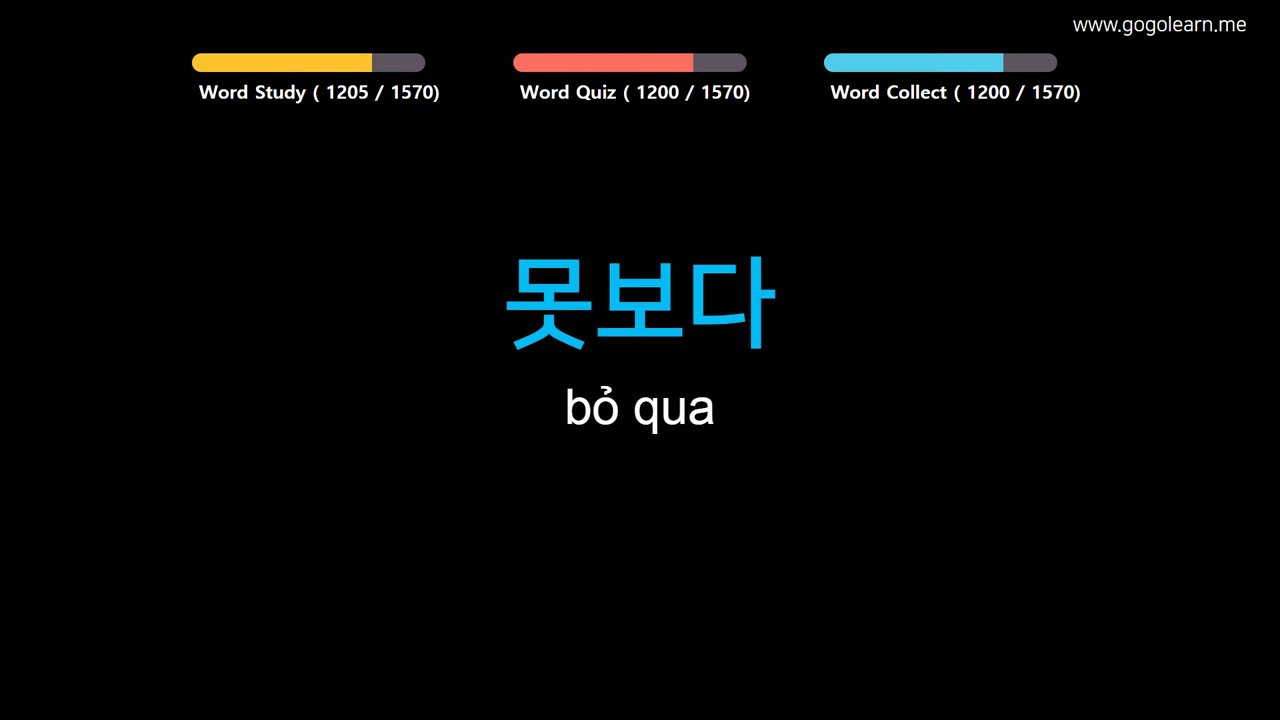 www.gogolearn.me
Word Study ( 1205 / 1570)
Word Quiz ( 1200 / 1570)
Word Collect ( 1200 / 1570)
못보다
bỏ qua